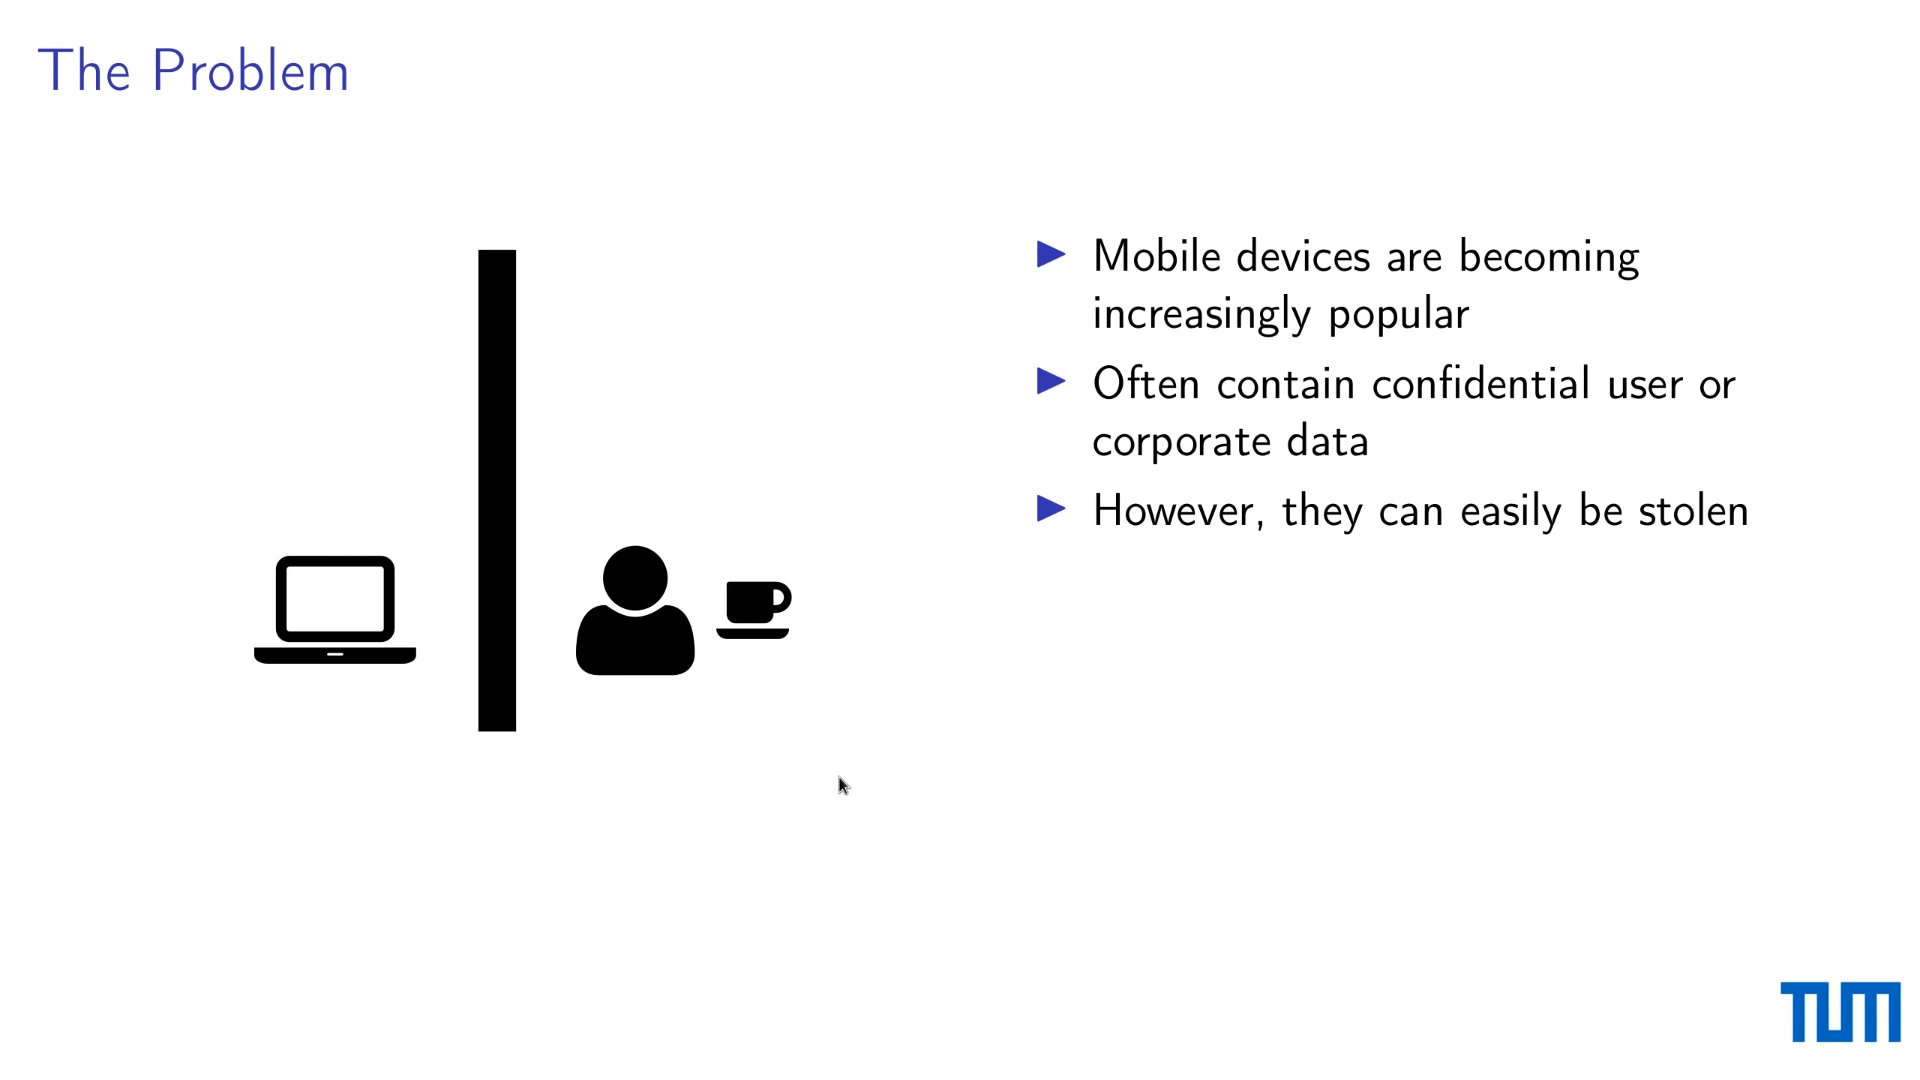 The Problem
Mobile devices are becoming
increasingly popular
Often contain confidential user or
corporate data
However, they can easily be stolen
TUM